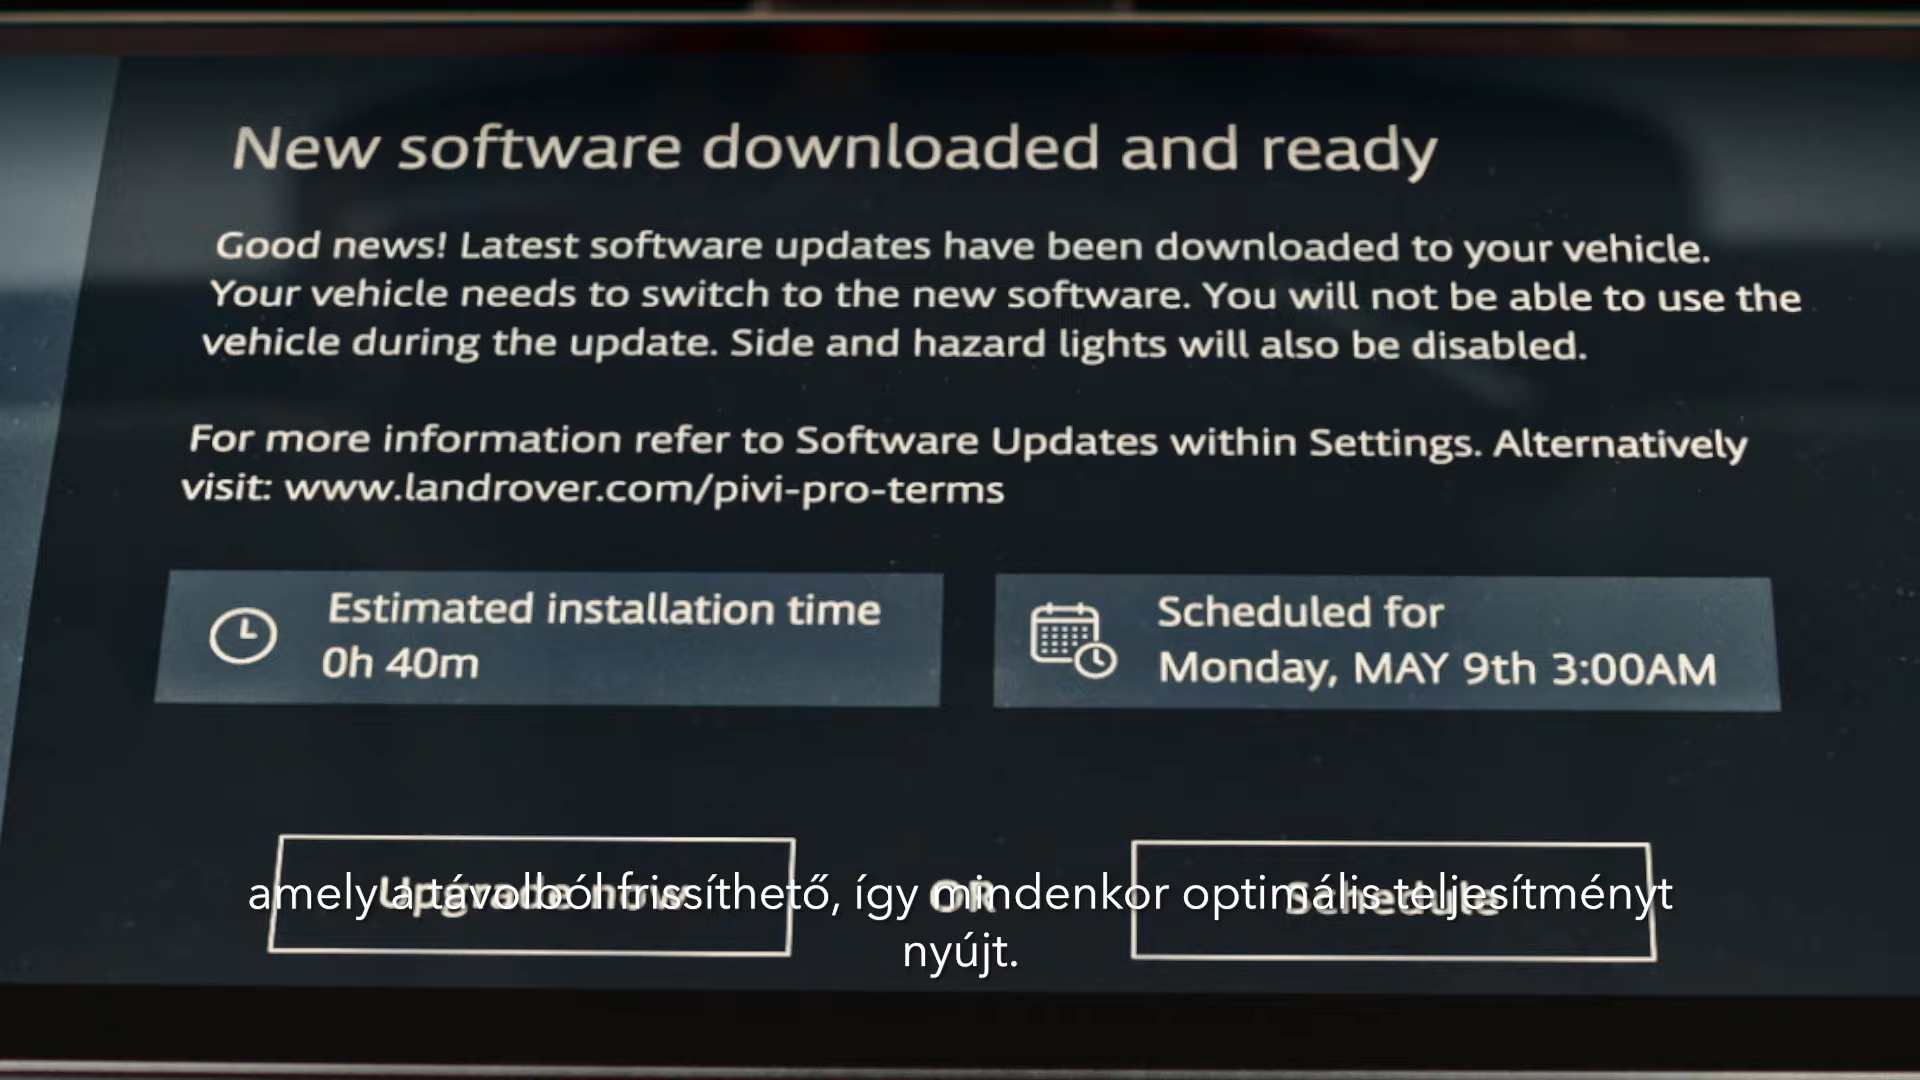 New software downloaded and ready
Good news! Latest software updates have been downloaded to your vehicle.
Your vehicle needs to switch to the new software. You will not be able to use the
vehicle during the update. Side and hazard lights will also be disabled.
For more information refer to Software Updates within Settings. Alternatively
visit: www.landrover.com/pivi-pro-terms
Estimated installation time
0h 40m
Scheduled for
Monday, MAY 9th 3:00AM
Upgrade now
OR
Schedule
amely a távolból frissíthető, így mindenkor optimális teljesítményt
nyújt.